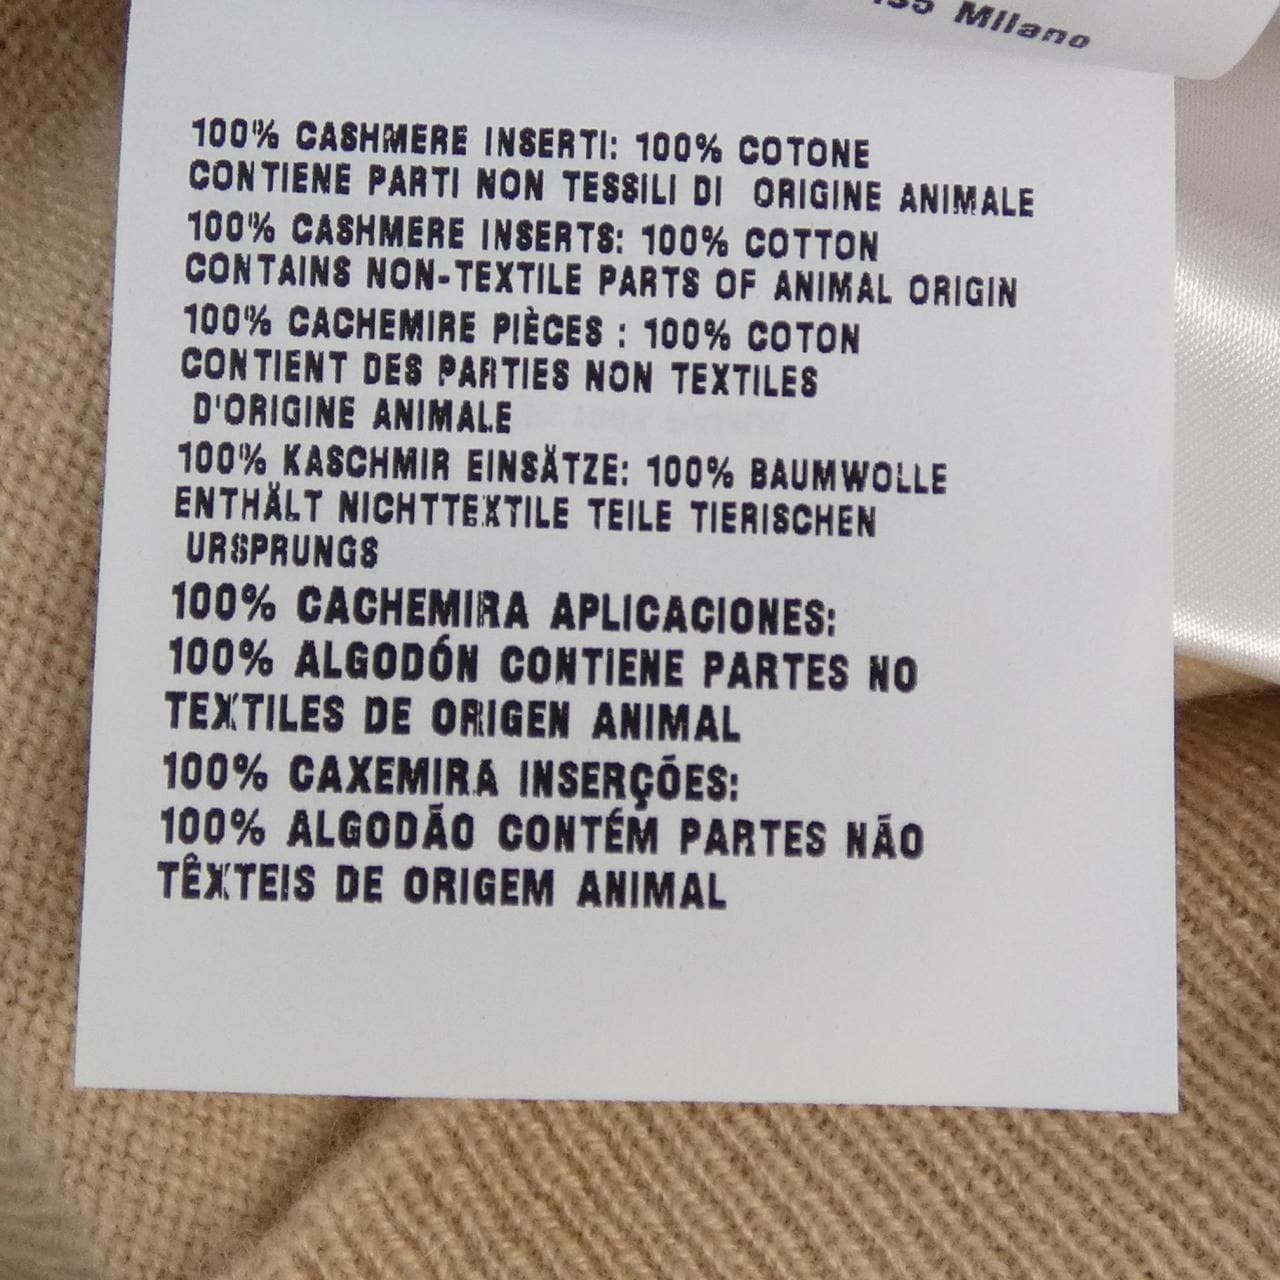 Milano
100% CASHMERE INSERTI: 100% COTONE
CONTIENE PARTI NON TESSILI DI ORIGINE ANIMALE
100% CASHMERE INSERTS: 100% COTTON
CONTAINS NON-TEXTILE PARTS OF ANIMAL ORIGIN
100% CACHEMIRE PIÈCES : 100% COTON
CONTIENT DES PARTIES NON TEXTILES
D'ORIGINE ANIMALE
100% KASCHMIR EINSÄTZE: 100% BAUMWOLLE
ENTHÄLT NICHTTEXTILE TEILE TIERISCHEN
URSPRUNGS
100% CACHEMIRA APLICACIONES:
100% ALGODÓN CONTIENE PARTES NO
TEXTILES DE ORIGEN ANIMAL
100% CAXEMIRA INSERÇÕES:
100% ALGODÃO CONTÉM PARTES NÃO
TÊXTEIS DE ORIGEM ANIMAL